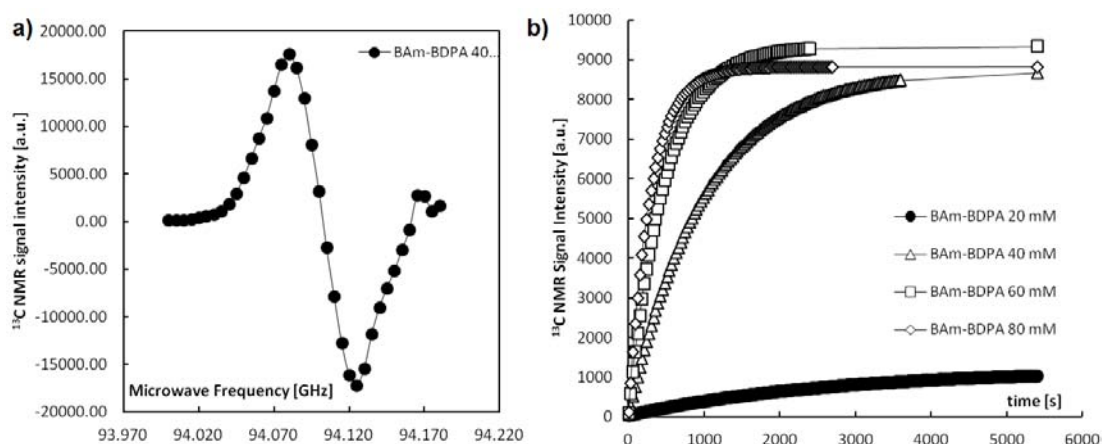 a)
¹³C NMR signal intensity [a.u.]
20000.00
15000.00
10000.00
5000.00
0.00
-5000.00
-10000.00
-15000.00
-20000.00
BAm-BDPA 40...
Microwave Frequency [GHz]
93.970 94.020 94.070 94.120 94.170 94.220
b)
¹³C NMR Signal Intensity [a.u.]
10000
9000
8000
7000
6000
5000
4000
3000
2000
1000
0
BAm-BDPA 20 mM
BAm-BDPA 40 mM
BAm-BDPA 60 mM
BAm-BDPA 80 mM
time [s]
0 1000 2000 3000 4000 5000 6000